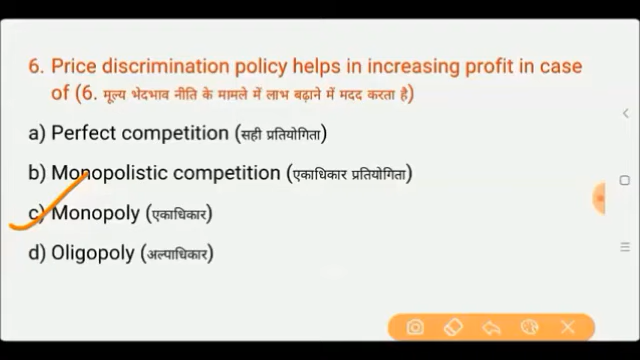 6. Price discrimination policy helps in increasing profit in case
of (6. मूल्य भेदभाव नीति के मामले में लाभ बढ़ाने में मदद करता है)
a) Perfect competition (सही प्रतियोगिता)
b) Monopolistic competition (एकाधिकार प्रतियोगिता)
c) Monopoly (एकाधिकार)
d) Oligopoly (अल्पाधिकार)